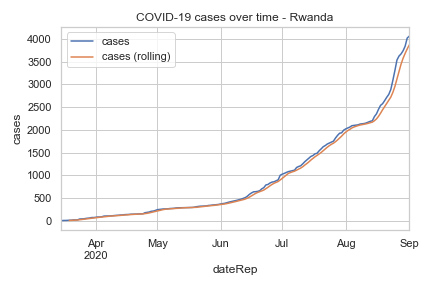 COVID-19 cases over time - Rwanda
cases
cases (rolling)
4000
3500
3000
2500
2000
1500
1000
500
0
cases
Apr
2020
May
Jun
Jul
Aug
Sep
dateRep